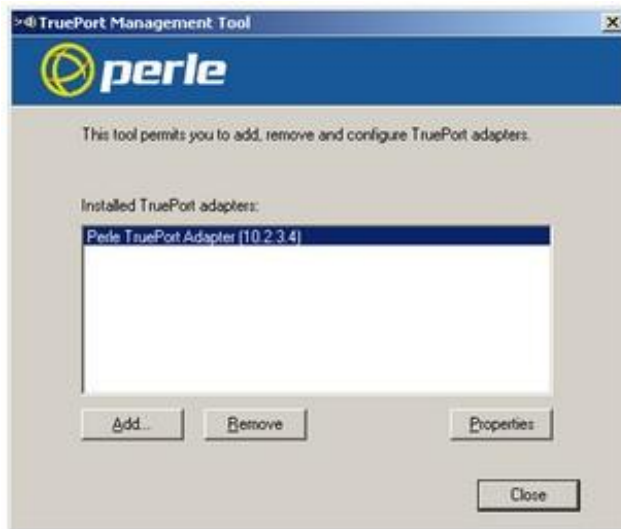 TruePort Management Tool
perle
This tool permits you to add, remove and configure TruePort adapters.
Installed TruePort adapters:
Perle TruePort Adapter (10.2.3.4)
Add...
Remove
Properties
Close